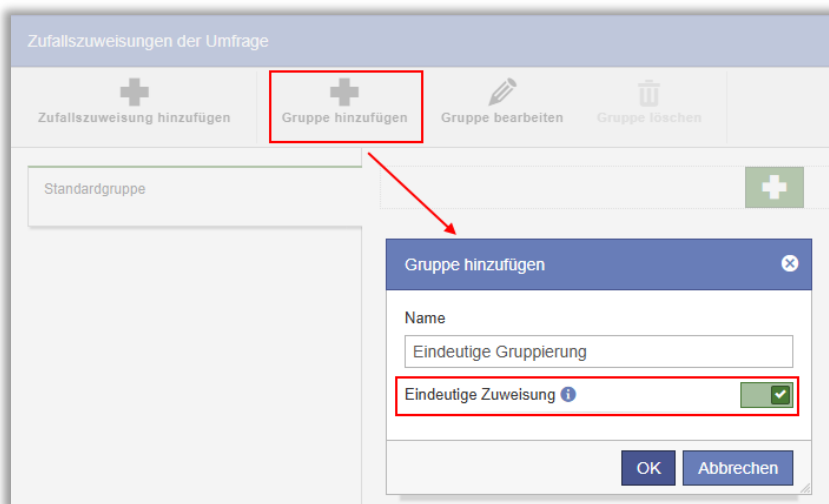 Zufallszuweisungen der Umfrage
Zufallszuweisung hinzufügen
Gruppe hinzufügen
Gruppe bearbeiten
Gruppe löschen
Standardgruppe
Gruppe hinzufügen
Name
Eindeutige Gruppierung
Eindeutige Zuweisung
OK
Abbrechen